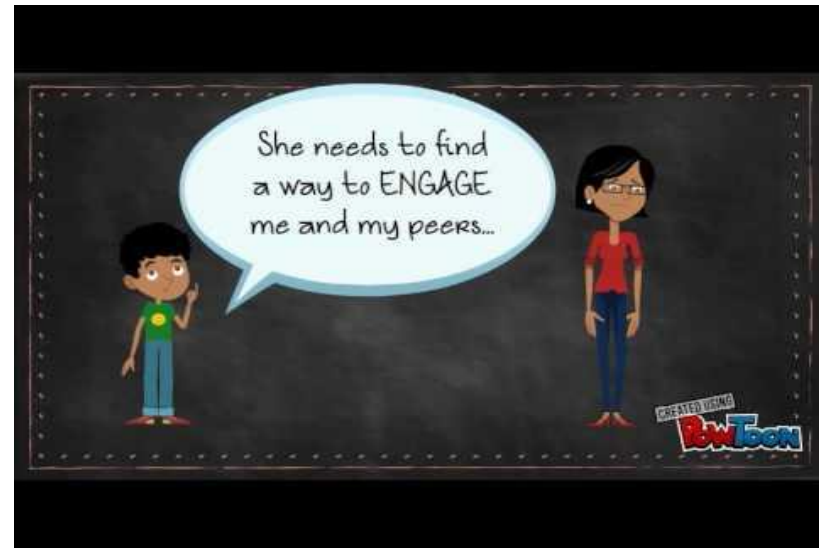 She needs to find
a way to ENGAGE
me and my peers...
CREATED USING
POWTOON